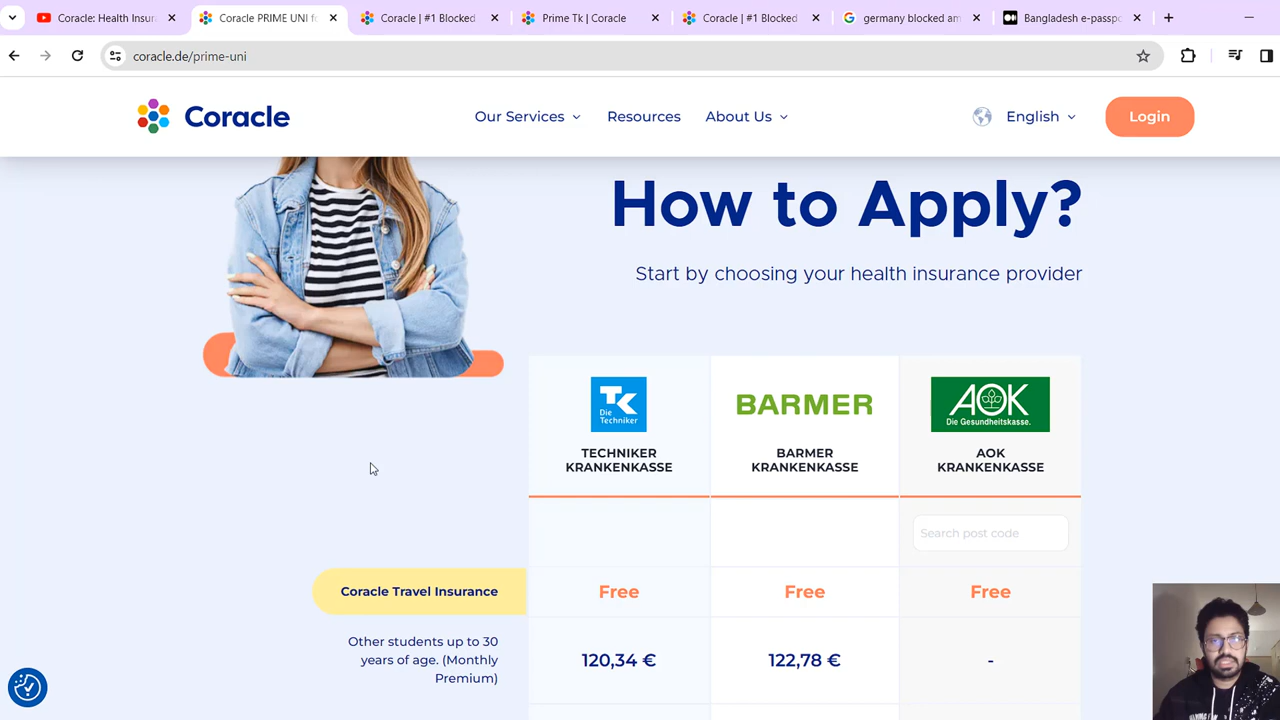 Coracle: Health Insur
Coracle PRIME UNI fo
Coracle | #1 Blocked
Prime Tk | Coracle
Coracle | #1 Blocked
germany blocked am
Bangladesh e-passpo
coracle.de/prime-uni
Coracle
Our Services
Resources
About Us
English
Login
How to Apply?
Start by choosing your health insurance provider
TK
Die
Techniker
BARMER
AOK
Die Gesundheitskasse.
TECHNIKER
KRANKENKASSE
BARMER
KRANKENKASSE
AOK
KRANKENKASSE
Search post code
Coracle Travel Insurance
Free
Free
Free
Other students up to 30
years of age. (Monthly
Premium)
120,34 €
122,78 €
-